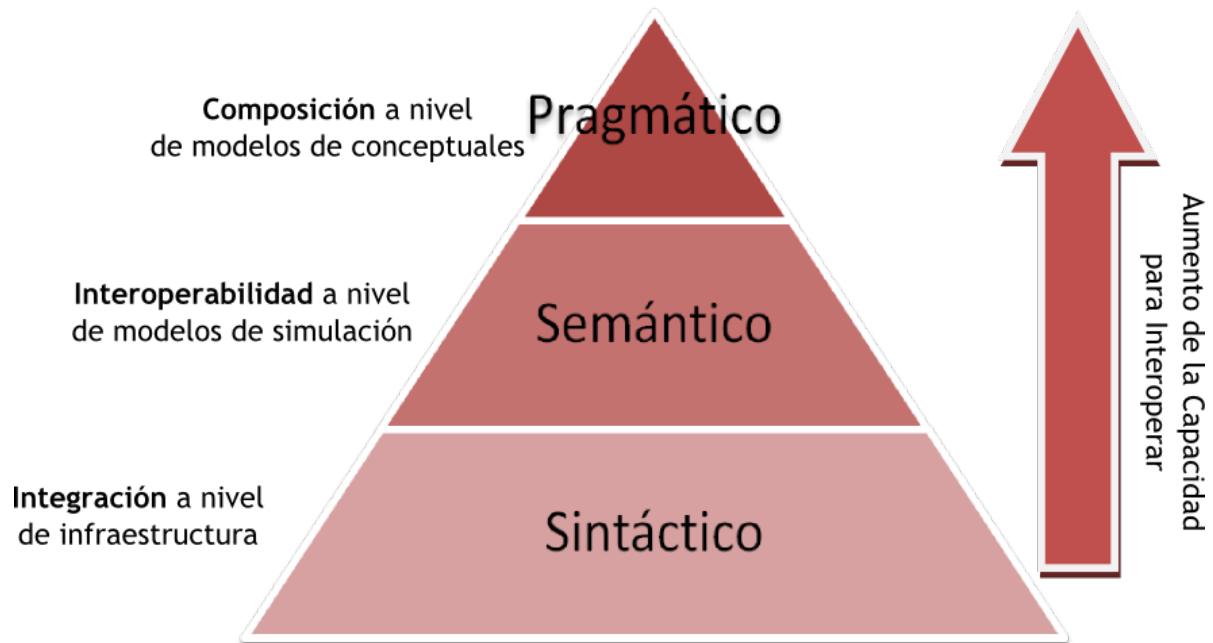 Composición a nivel
de modelos de conceptuales
Pragmático
Interoperabilidad a nivel
de modelos de simulación
Semántico
Integración a nivel
de infraestructura
Sintáctico
Aumento de la Capacidad
para Interoperar